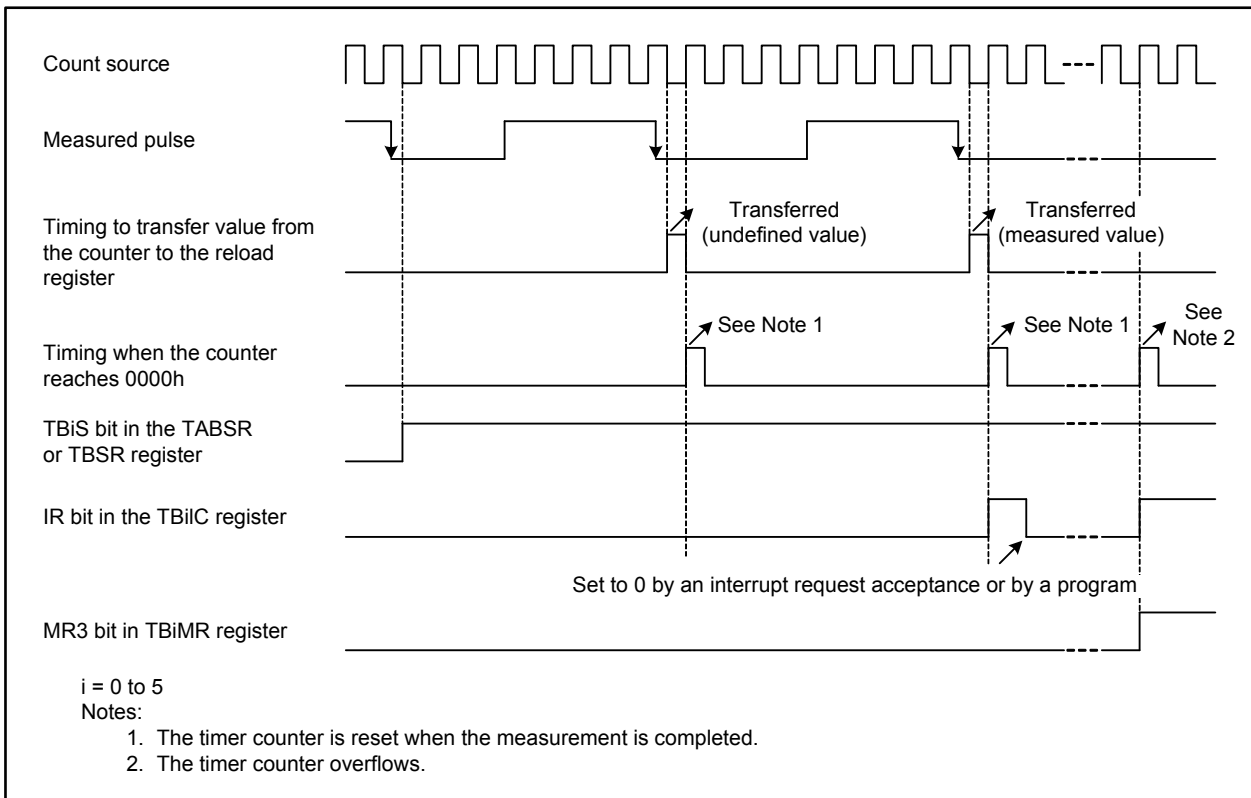 Count source
Measured pulse
Timing to transfer value from
the counter to the reload
register
Transferred
(undefined value)
Transferred
(measured value)
Timing when the counter
reaches 0000h
See Note 1
See Note 1
See
Note 2
TBiS bit in the TABSR
or TBSR register
IR bit in the TBiIC register
Set to 0 by an interrupt request acceptance or by a program
MR3 bit in TBiMR register
i = 0 to 5
Notes:
1. The timer counter is reset when the measurement is completed.
2. The timer counter overflows.